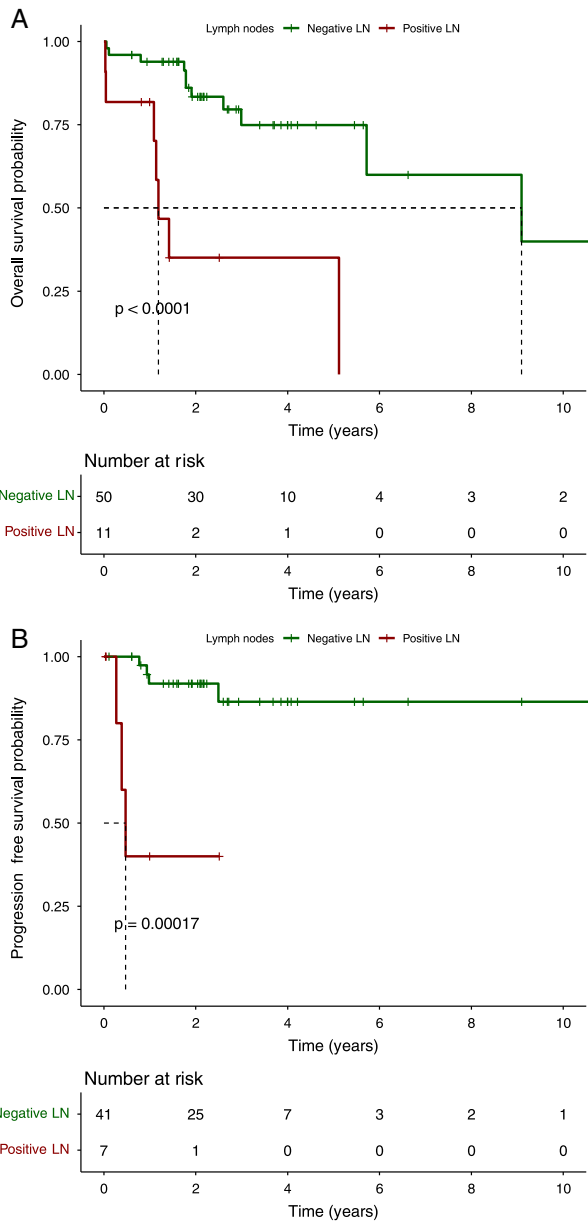 A
Lymph nodes Negative LN Positive LN
Overall survival probability
1.00
0.75
0.50
0.25
0.00
p < 0.0001
0 2 4 6 8 10
Time (years)
Number at risk
Negative LN 50 30 10 4 3 2
Positive LN 11 2 1 0 0 0
0 2 4 6 8 10
Time (years)
B
Lymph nodes Negative LN Positive LN
Progression free survival probability
1.00
0.75
0.50
0.25
0.00
p = 0.00017
0 2 4 6 8 10
Time (years)
Number at risk
Negative LN 41 25 7 3 2 1
Positive LN 7 1 0 0 0 0
0 2 4 6 8 10
Time (years)